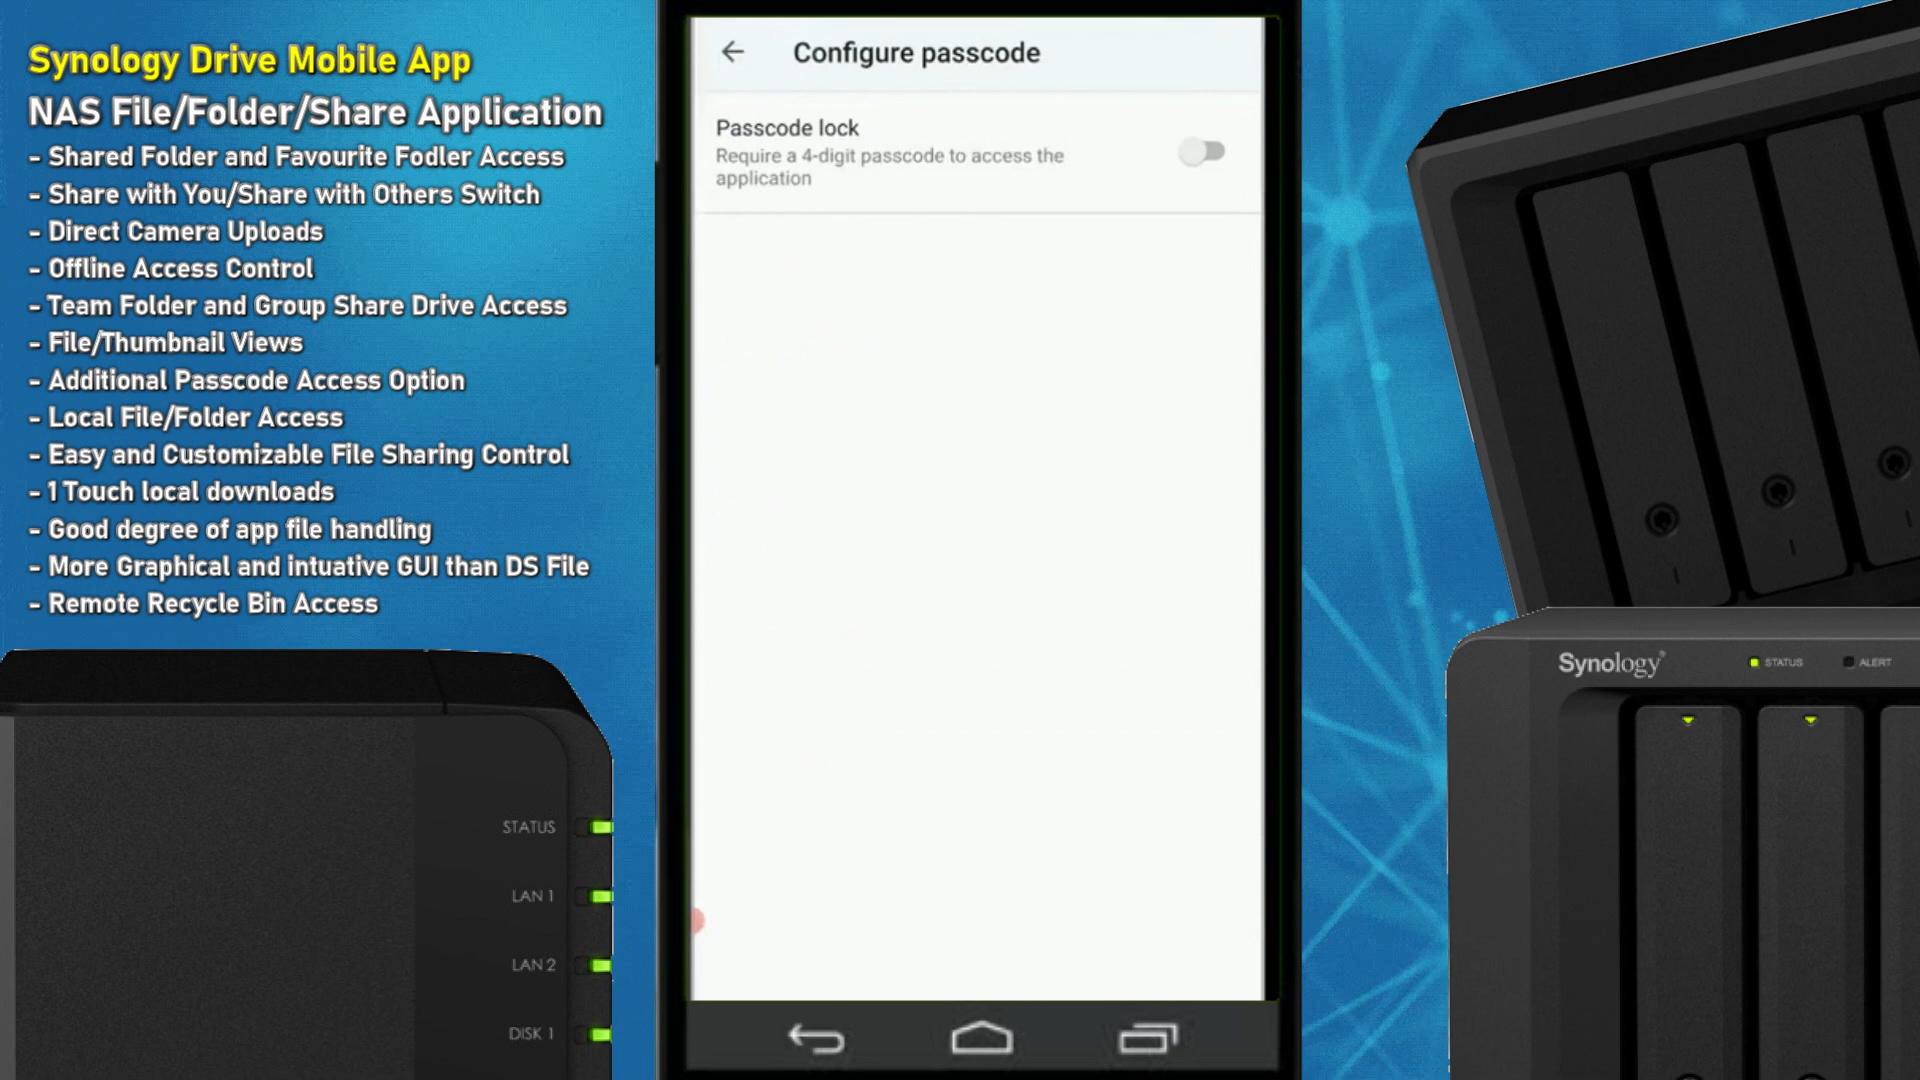 Synology Drive Mobile App
NAS File/Folder/Share Application
- Shared Folder and Favourite Fodler Access
- Share with You/Share with Others Switch
- Direct Camera Uploads
- Offline Access Control
- Team Folder and Group Share Drive Access
- File/Thumbnail Views
- Additional Passcode Access Option
- Local File/Folder Access
- Easy and Customizable File Sharing Control
- 1 Touch local downloads
- Good degree of app file handling
- More Graphical and intuative GUI than DS File
- Remote Recycle Bin Access
STATUS
LAN 1
LAN 2
DISK 1
Configure passcode
Passcode lock
Require a 4-digit passcode to access the
application
Synology®
STATUS
ALERT